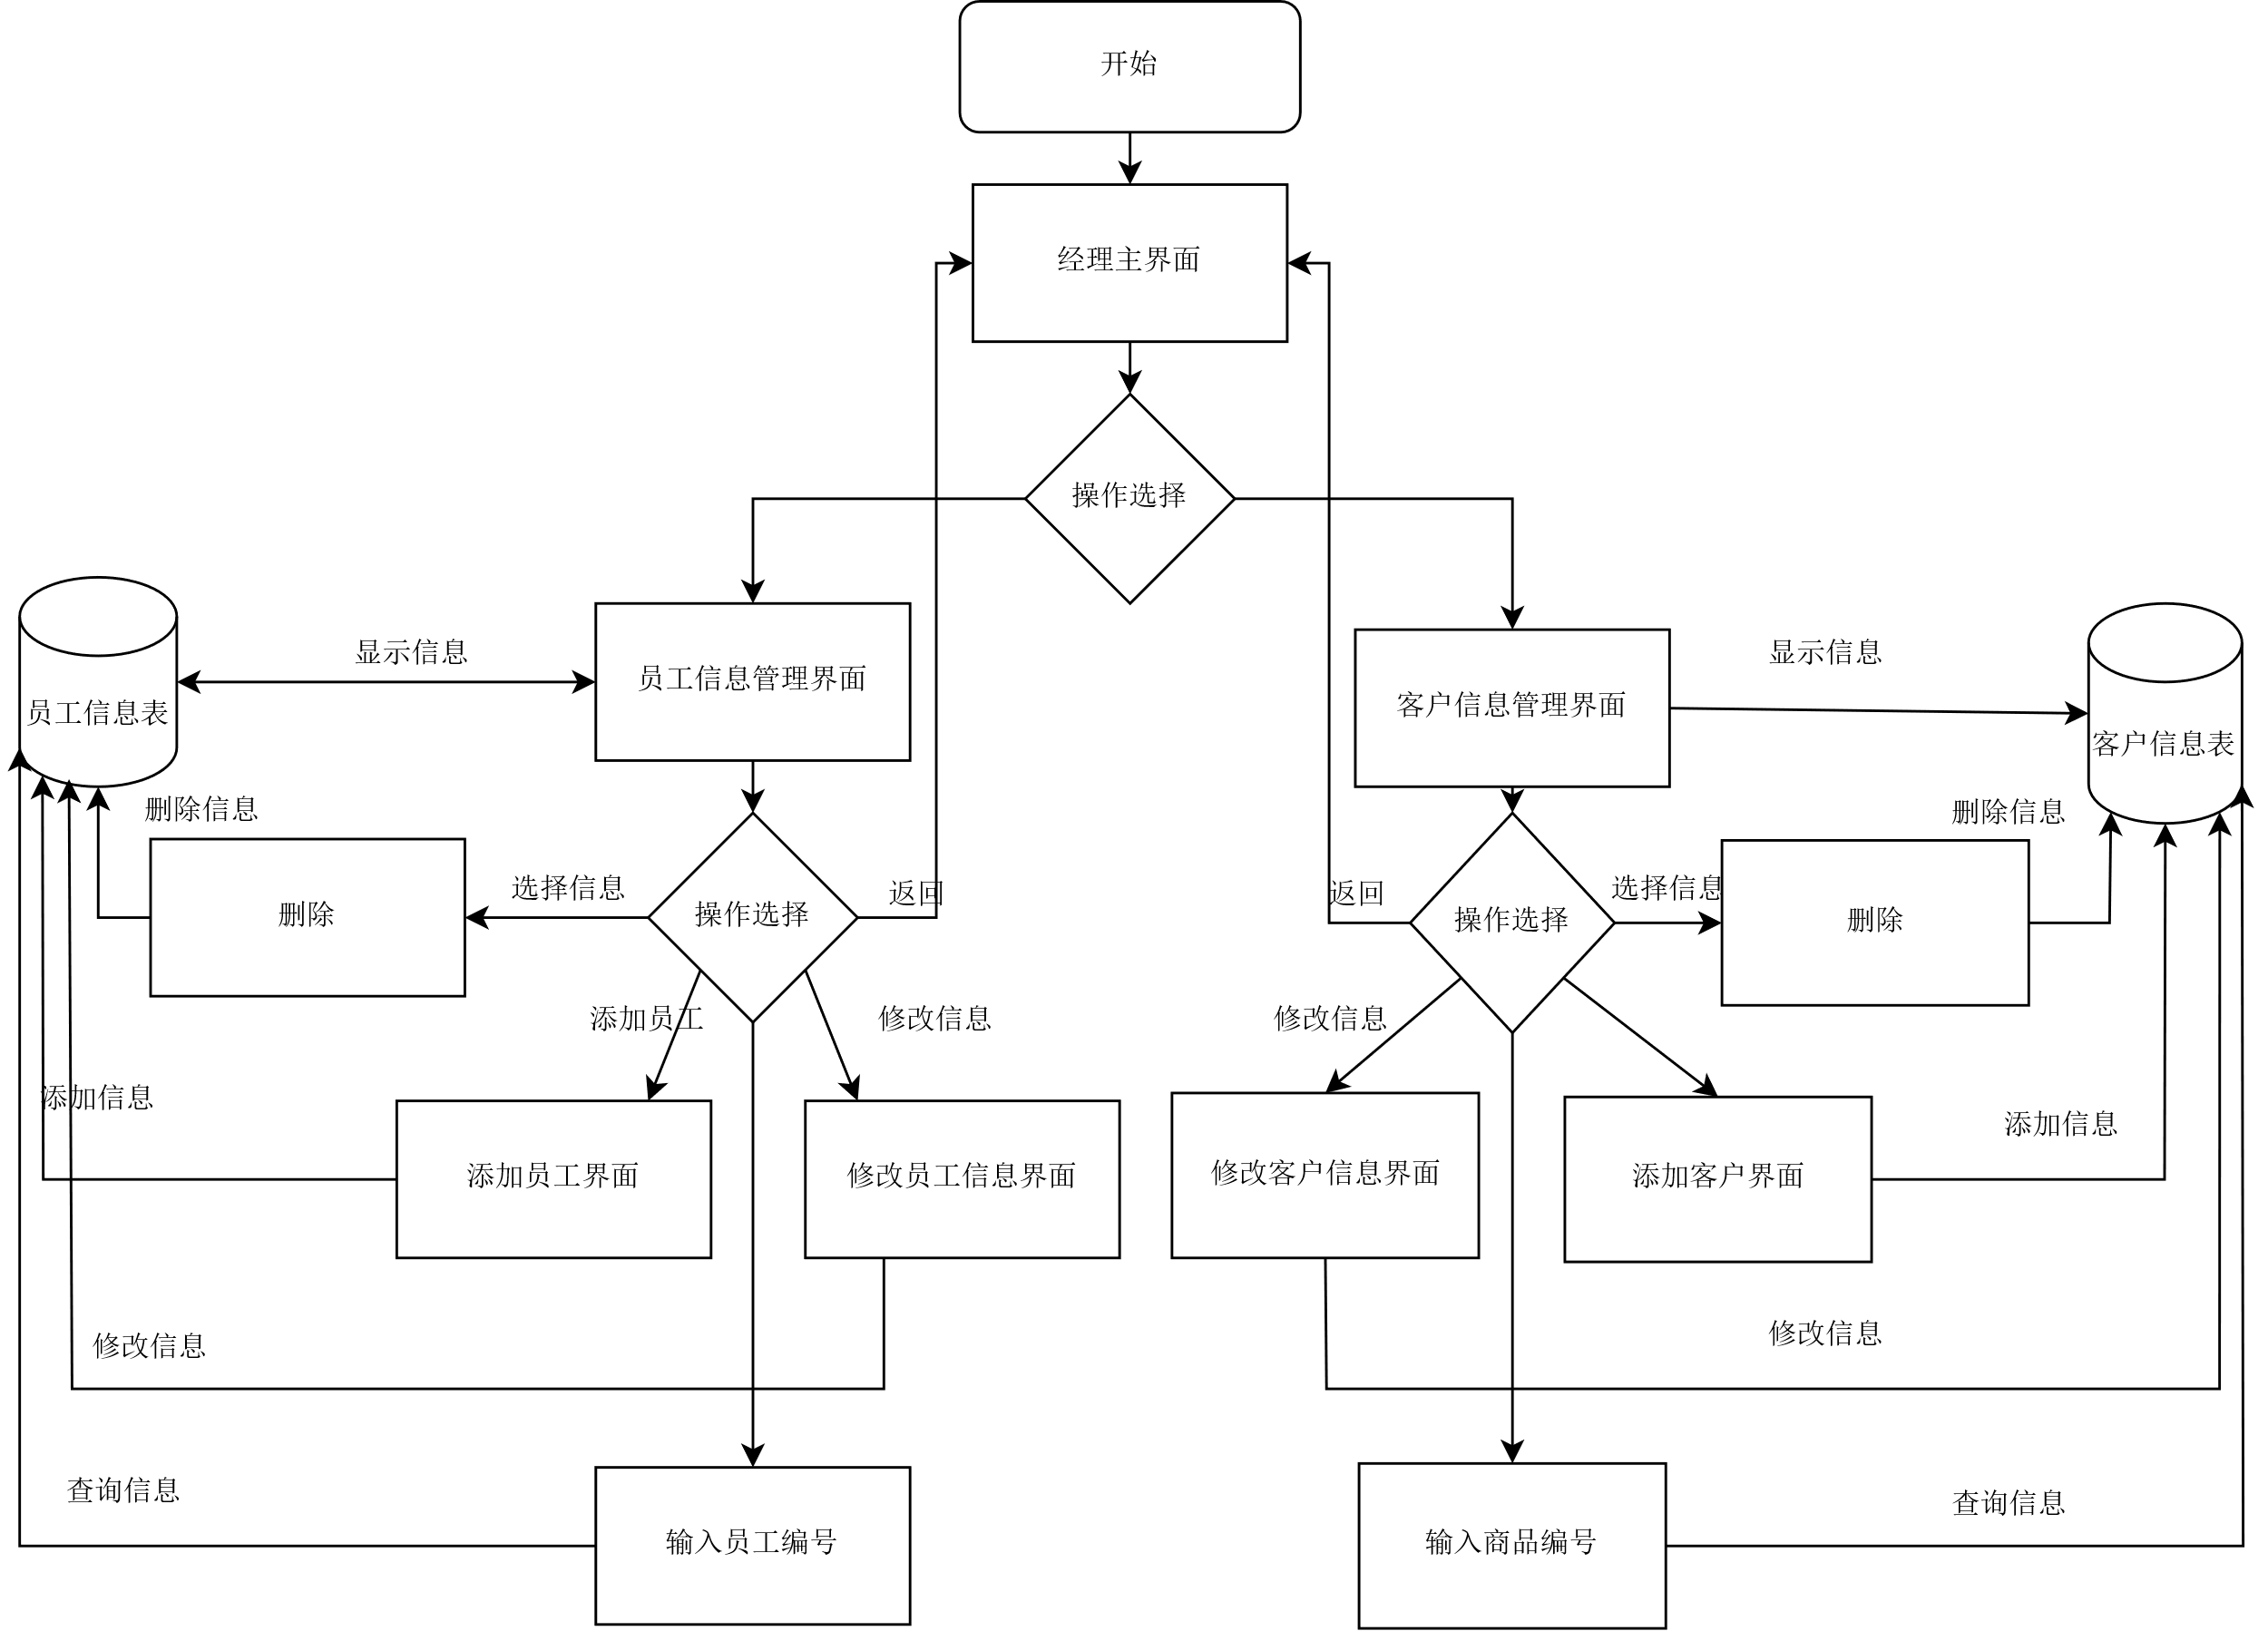 开始
经理主界面
操作选择
显示信息
显示信息
员工信息管理界面
客户信息管理界面
员工信息表
客户信息表
删除信息
删除信息
选择信息
返回
返回
选择信息
删除
操作选择
操作选择
删除
添加员工
修改信息
修改信息
添加信息
添加信息
添加员工界面
修改员工信息界面
修改客户信息界面
添加客户界面
修改信息
修改信息
查询信息
查询信息
输入员工编号
输入商品编号